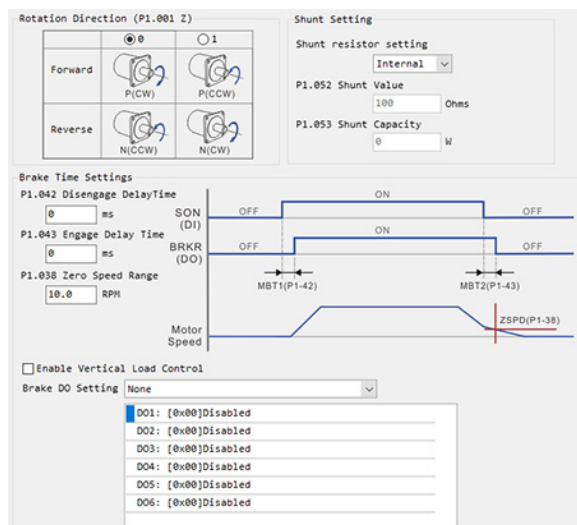 Rotation Direction (P1.001 Z)
0
1
Forward
P(CW)
P(CCW)
Reverse
N(CCW)
N(CW)
Shunt Setting
Shunt resistor setting
Internal
P1.052 Shunt Value
100 Ohms
P1.053 Shunt Capacity
0 W
Brake Time Settings
P1.042 Disengage DelayTime
0 ms
P1.043 Engage Delay Time
0 ms
P1.038 Zero Speed Range
10.0 RPM
SON
(DI)
OFF
ON
OFF
BRKR
(DO)
OFF
ON
OFF
MBT1(P1-42)
MBT2(P1-43)
Motor
Speed
ZSPD(P1-38)
Enable Vertical Load Control
Brake DO Setting None
DO1: [0x00]Disabled
DO2: [0x00]Disabled
DO3: [0x00]Disabled
DO4: [0x00]Disabled
DO5: [0x00]Disabled
DO6: [0x00]Disabled